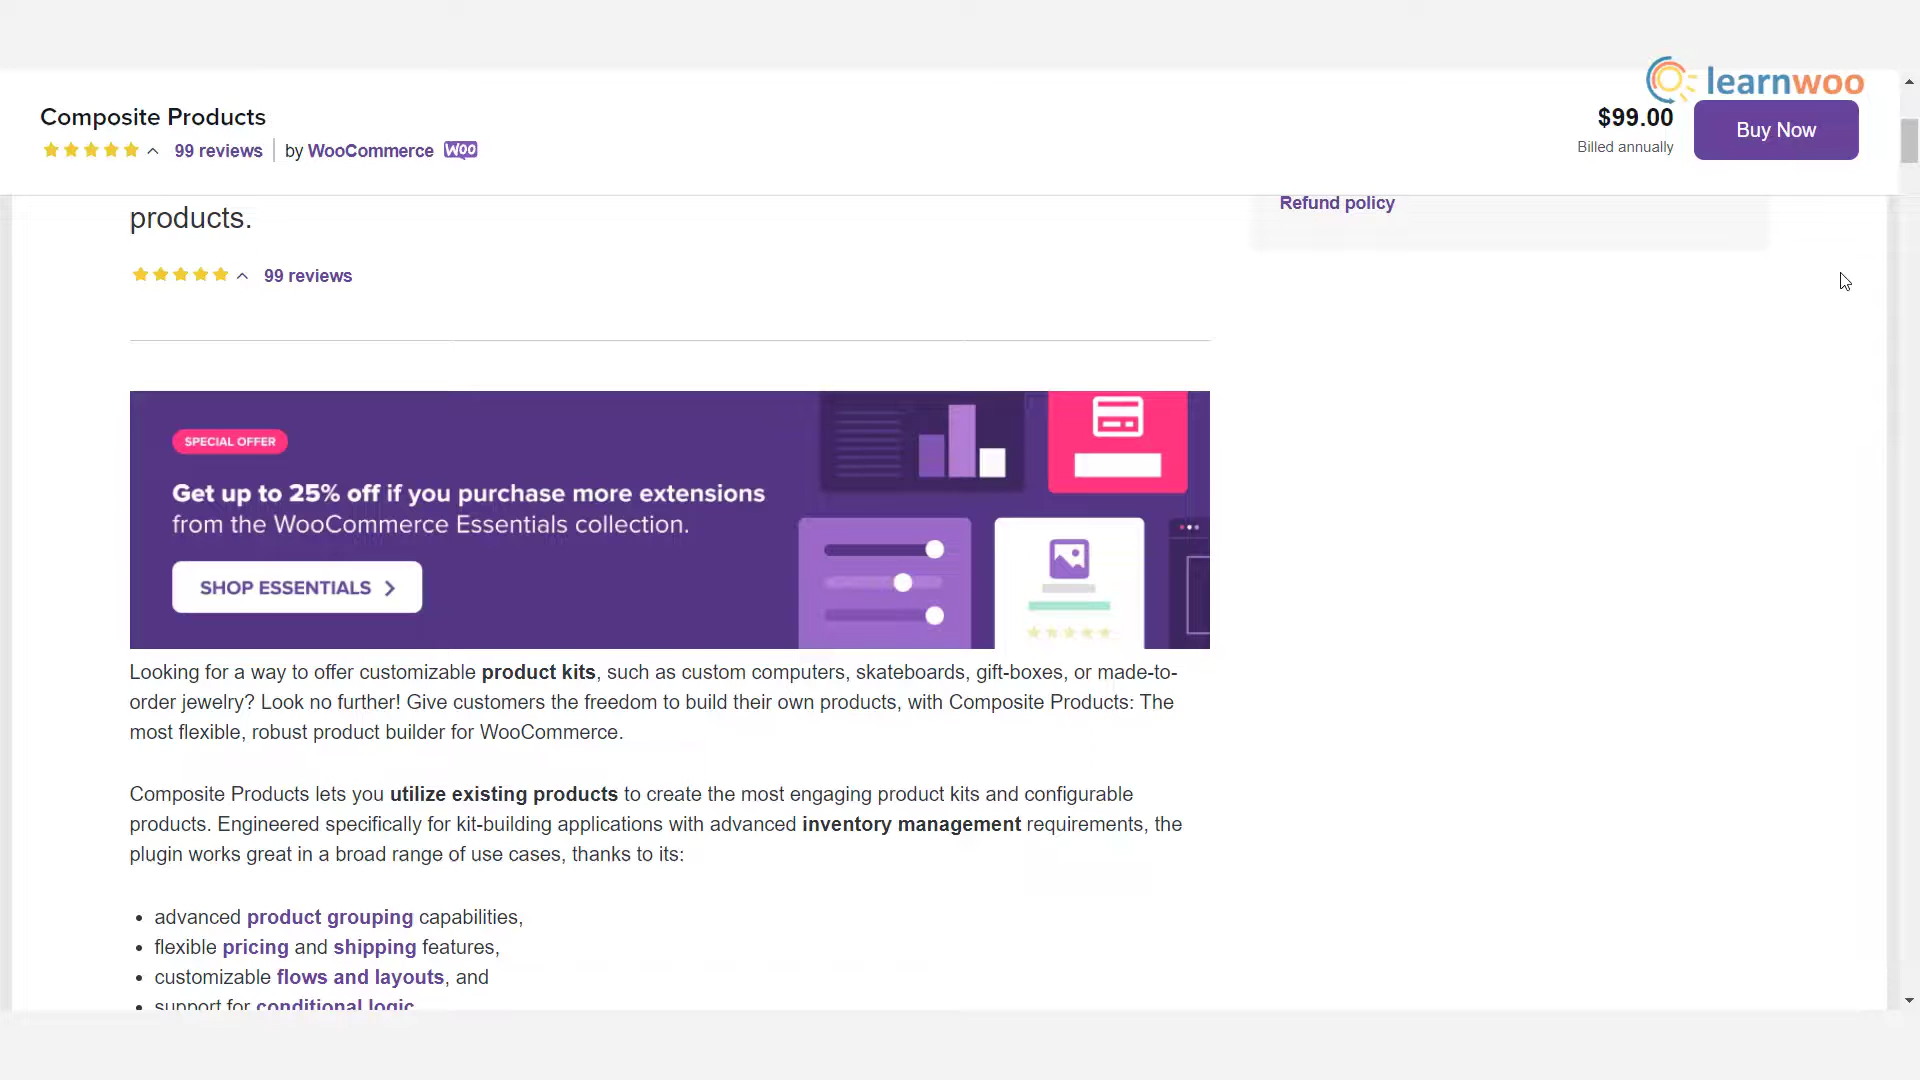 learnwoo
Composite Products
$99.00
Buy Now
99 reviews by WooCommerce Woo
Billed annually
Refund policy
products.
99 reviews
SPECIAL OFFER
Get up to 25% off if you purchase more extensions
from the WooCommerce Essentials collection.
SHOP ESSENTIALS
Looking for a way to offer customizable product kits, such as custom computers, skateboards, gift-boxes, or made-to-
order jewelry? Look no further! Give customers the freedom to build their own products, with Composite Products: The
most flexible, robust product builder for WooCommerce.
Composite Products lets you utilize existing products to create the most engaging product kits and configurable
products. Engineered specifically for kit-building applications with advanced inventory management requirements, the
plugin works great in a broad range of use cases, thanks to its:
• advanced product grouping capabilities,
• flexible pricing and shipping features,
• customizable flows and layouts, and
• support for conditional logic